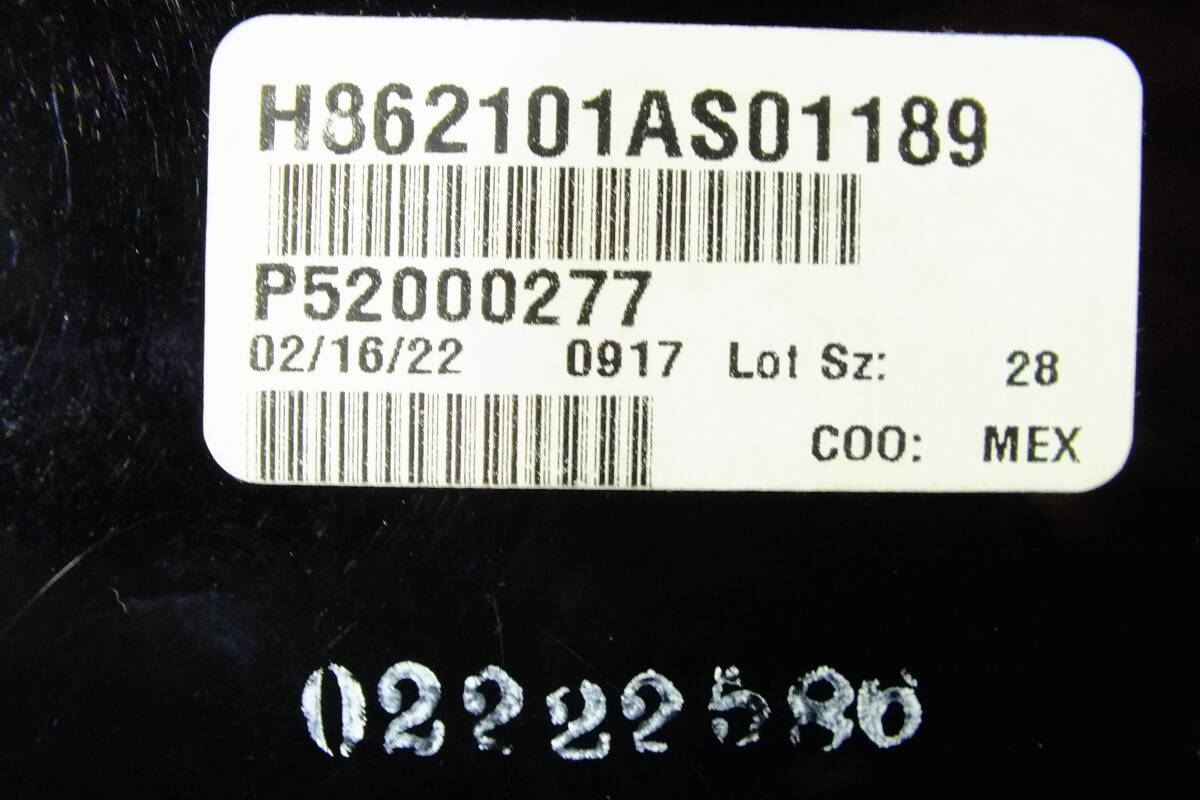 H862101AS01189
P52000277
02/16/22 0917 Lot Sz: 28
COO: MEX
02222586